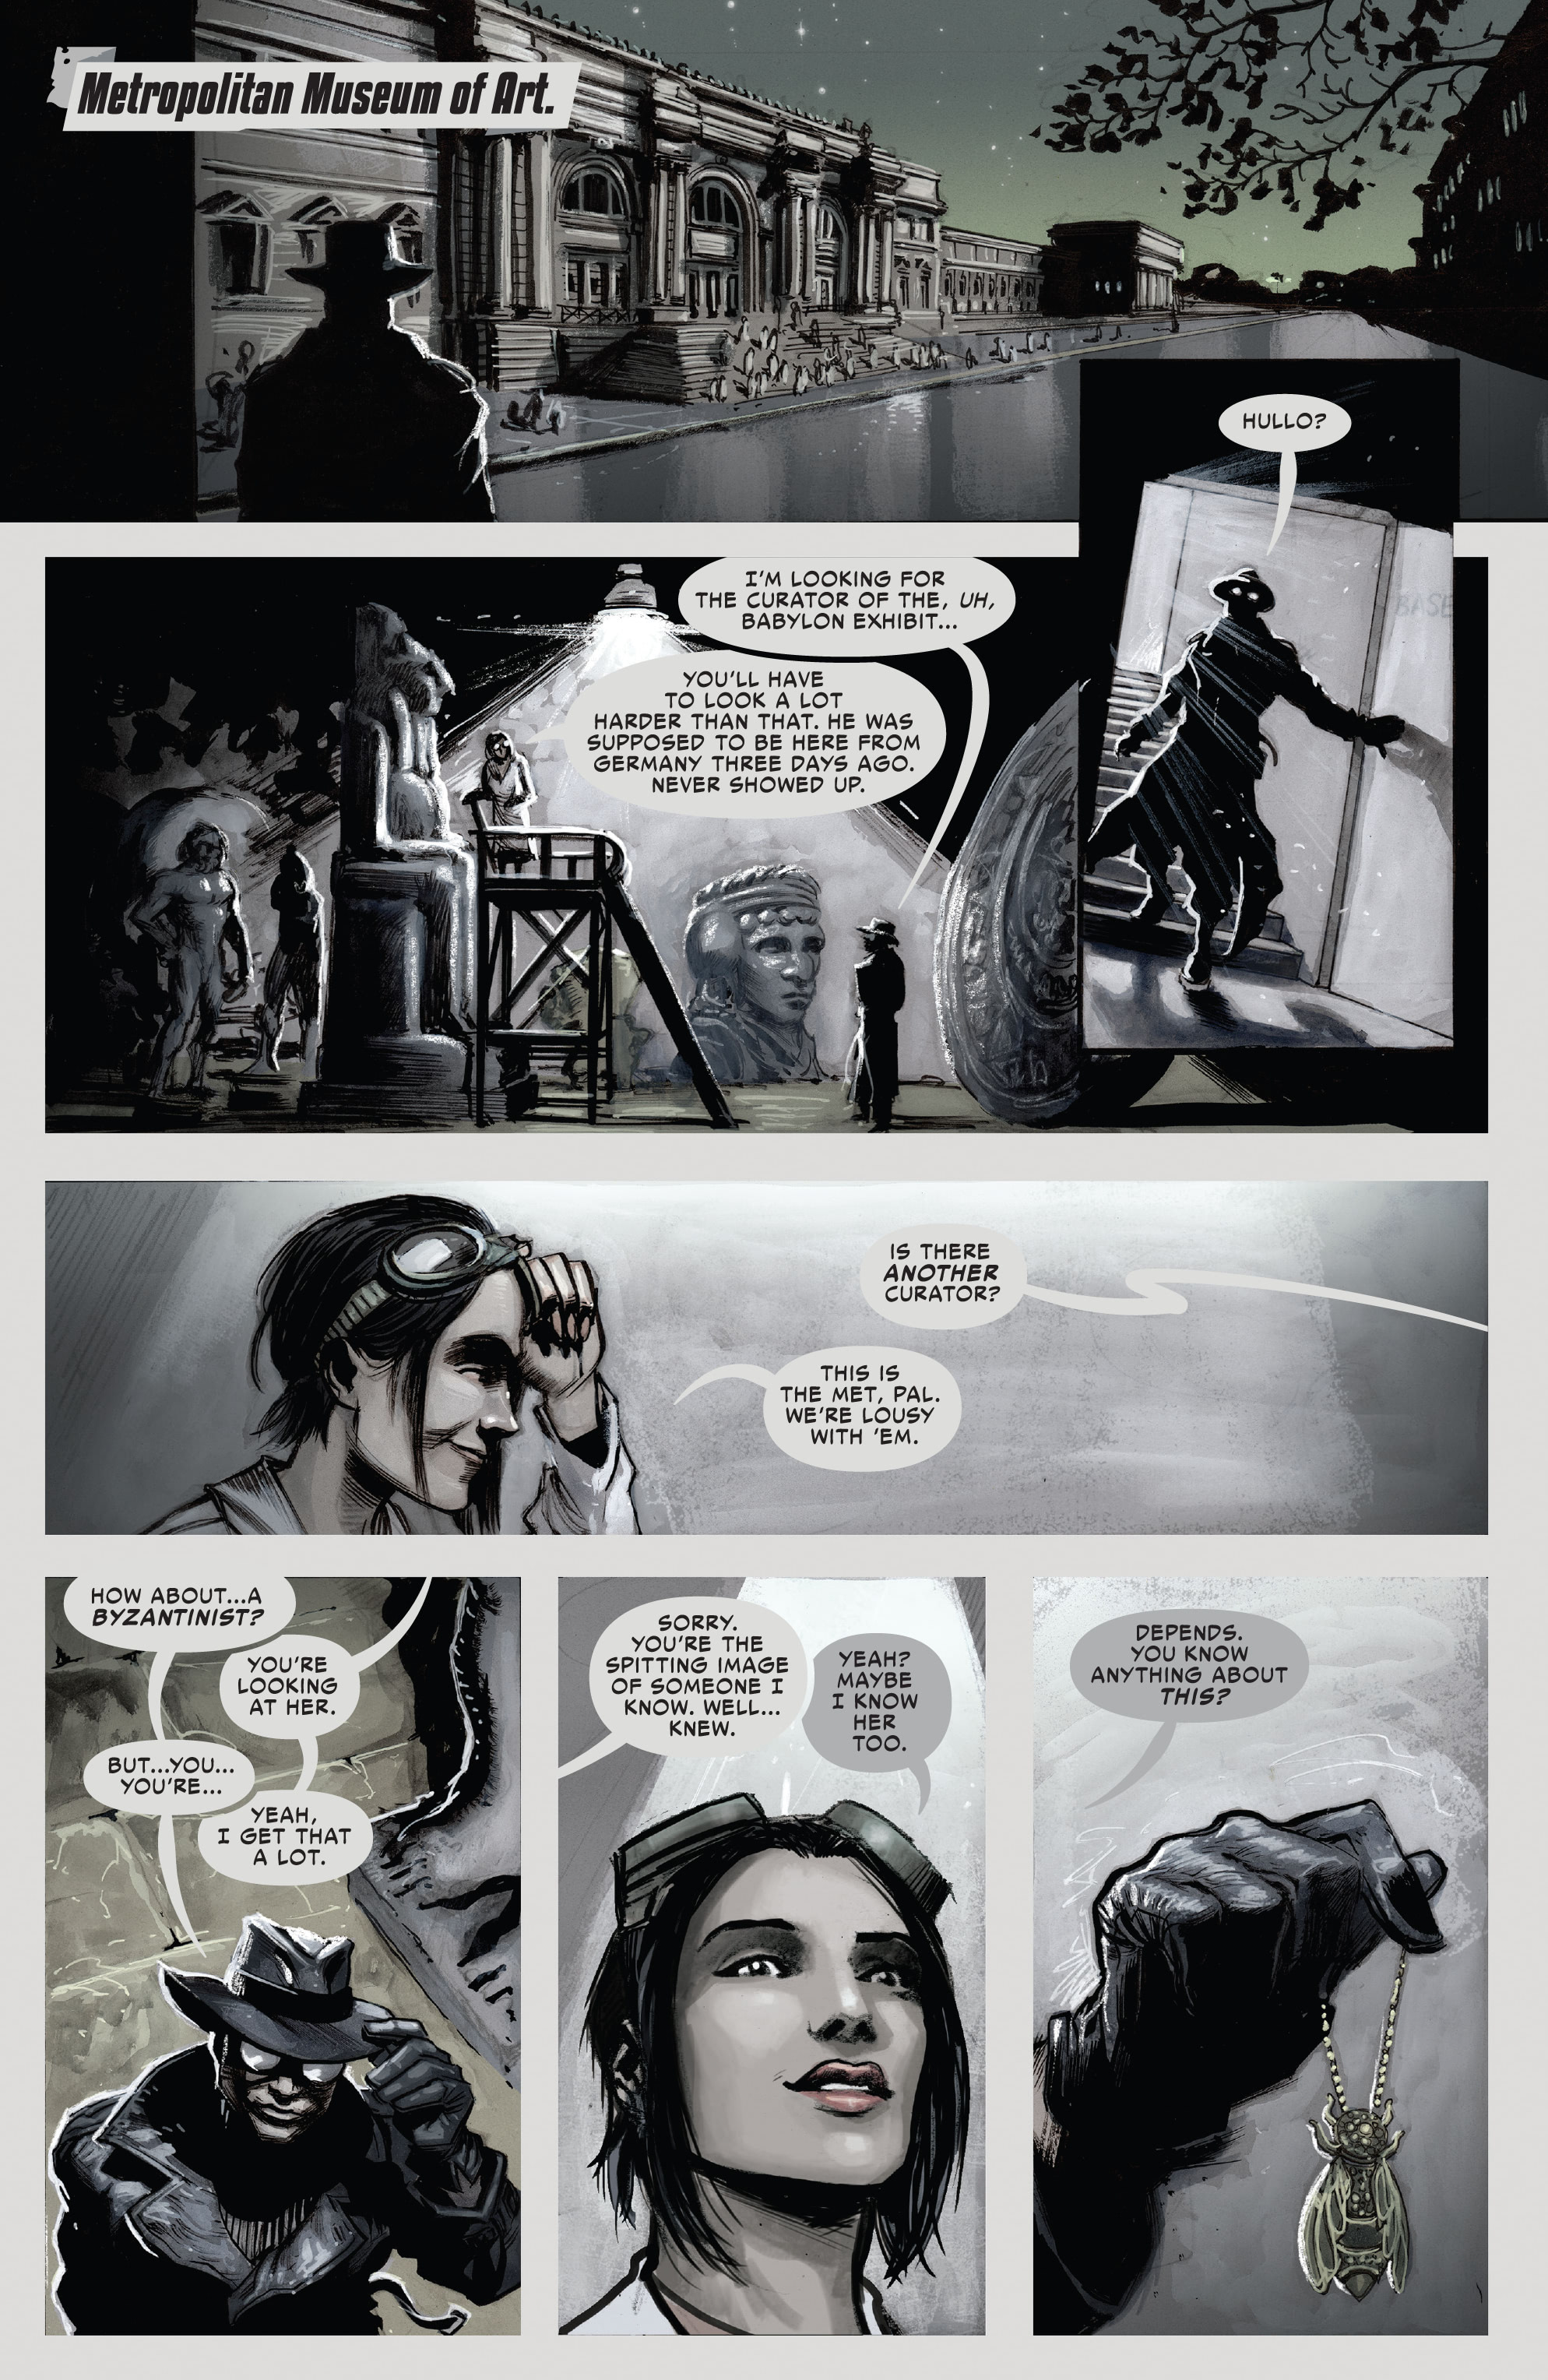 Metropolitan Museum of Art.
HULLO?
BASE
I'M LOOKING FOR
THE CURATOR OF THE, UH,
BABYLON EXHIBIT...
YOU'LL HAVE
TO LOOK A LOT
HARDER THAN THAT. HE WAS
SUPPOSED TO BE HERE FROM
GERMANY THREE DAYS AGO.
NEVER SHOWED UP.
IS THERE
ANOTHER
CURATOR?
THIS IS
THE MET, PAL.
WE'RE LOUSY
WITH 'EM.
HOW ABOUT...A
BYZANTINIST?
YOU'RE
LOOKING
AT HER.
BUT...YOU...
YOU'RE...
YEAH,
I GET THAT
A LOT.
SORRY.
YOU'RE THE
SPITTING IMAGE
OF SOMEONE I
KNOW. WELL...
KNEW.
YEAH?
MAYBE
I KNOW
HER
TOO.
DEPENDS.
YOU KNOW
ANYTHING ABOUT
THIS?